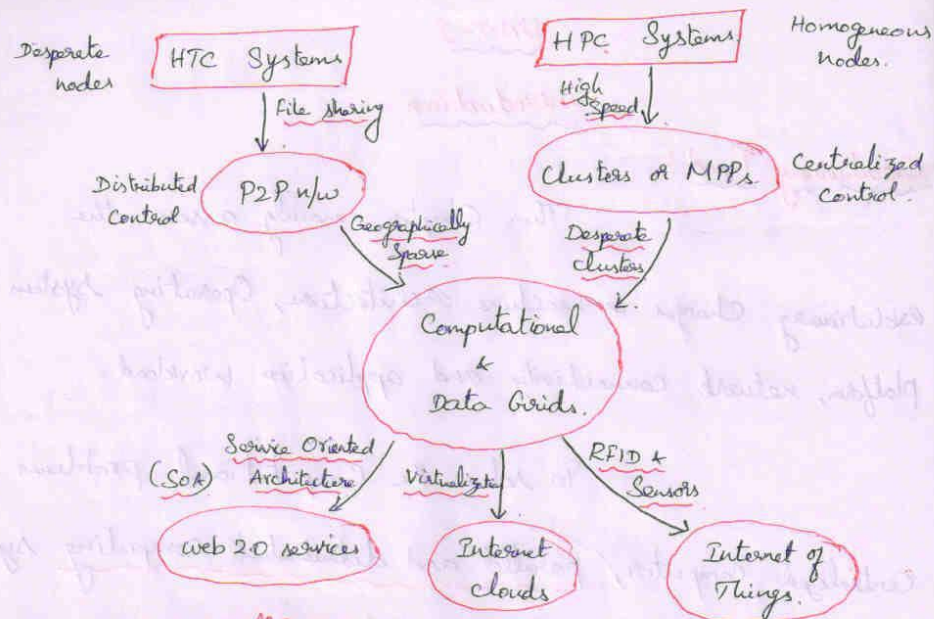 Desperate
nodes
HTC Systems
HPC Systems
Homogeneous
nodes.
File sharing
High
Speed
Distributed
Control
P2P n/w
Clusters or MPPs.
Centralized
Control.
Geographically
Sparse
Desperate
clusters
Computational
&
Data Grids.
Service Oriented
(SOA) Architecture
Virtualizatn
RFID &
Sensors
web 2.0 services
Internet
clouds
Internet of
Things.